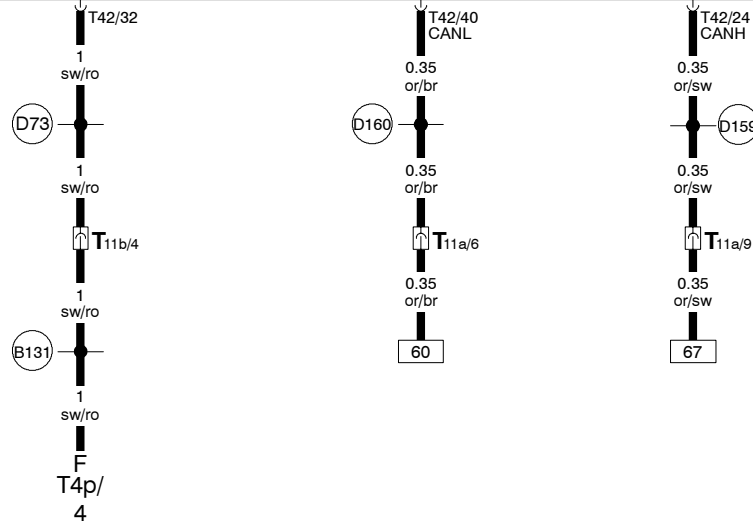 T42/32
1
sw/ro
D73
1
sw/ro
T11b/4
1
sw/ro
B131
1
sw/ro
F
T4p/
4
T42/40
CANL
0.35
or/br
D160
0.35
or/br
T11a/6
0.35
or/br
60
T42/24
CANH
0.35
or/sw
D159
0.35
or/sw
T11a/9
0.35
or/sw
67